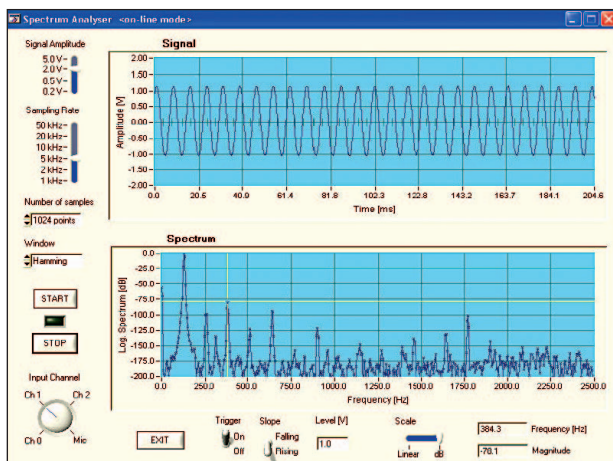 Spectrum Analyser <on-line mode>
Signal Amplitude
5.0 V
2.0 V
0.5 V
0.2 V
Sampling Rate
50 kHz
20 kHz
10 kHz
5 kHz
2 kHz
1 kHz
Number of samples
1024 points
Window
Hamming
START
STOP
Input Channel
Ch 1
Ch 2
Ch 0
Mic
Signal
Amplitude [V]
2.00
1.50
1.00
0.50
0.00
-0.50
-1.00
-1.50
-2.00
0.0 20.5 40.9 61.4 81.8 102.3 122.8 143.2 163.7 184.1 204.6
Time [ms]
Spectrum
Log. Spectrum [dB]
0.0
-25.0
-50.0
-75.0
-100.0
-125.0
-150.0
-175.0
-200.0
0.0 250.0 500.0 750.0 1000.0 1250.0 1500.0 1750.0 2000.0 2250.0 2500.0
Frequency [Hz]
EXIT
Trigger
On
Off
Slope
Falling
Rising
Level [V]
1.0
Scale
Linear dB
384.3 Frequency [Hz]
-78.1 Magnitude